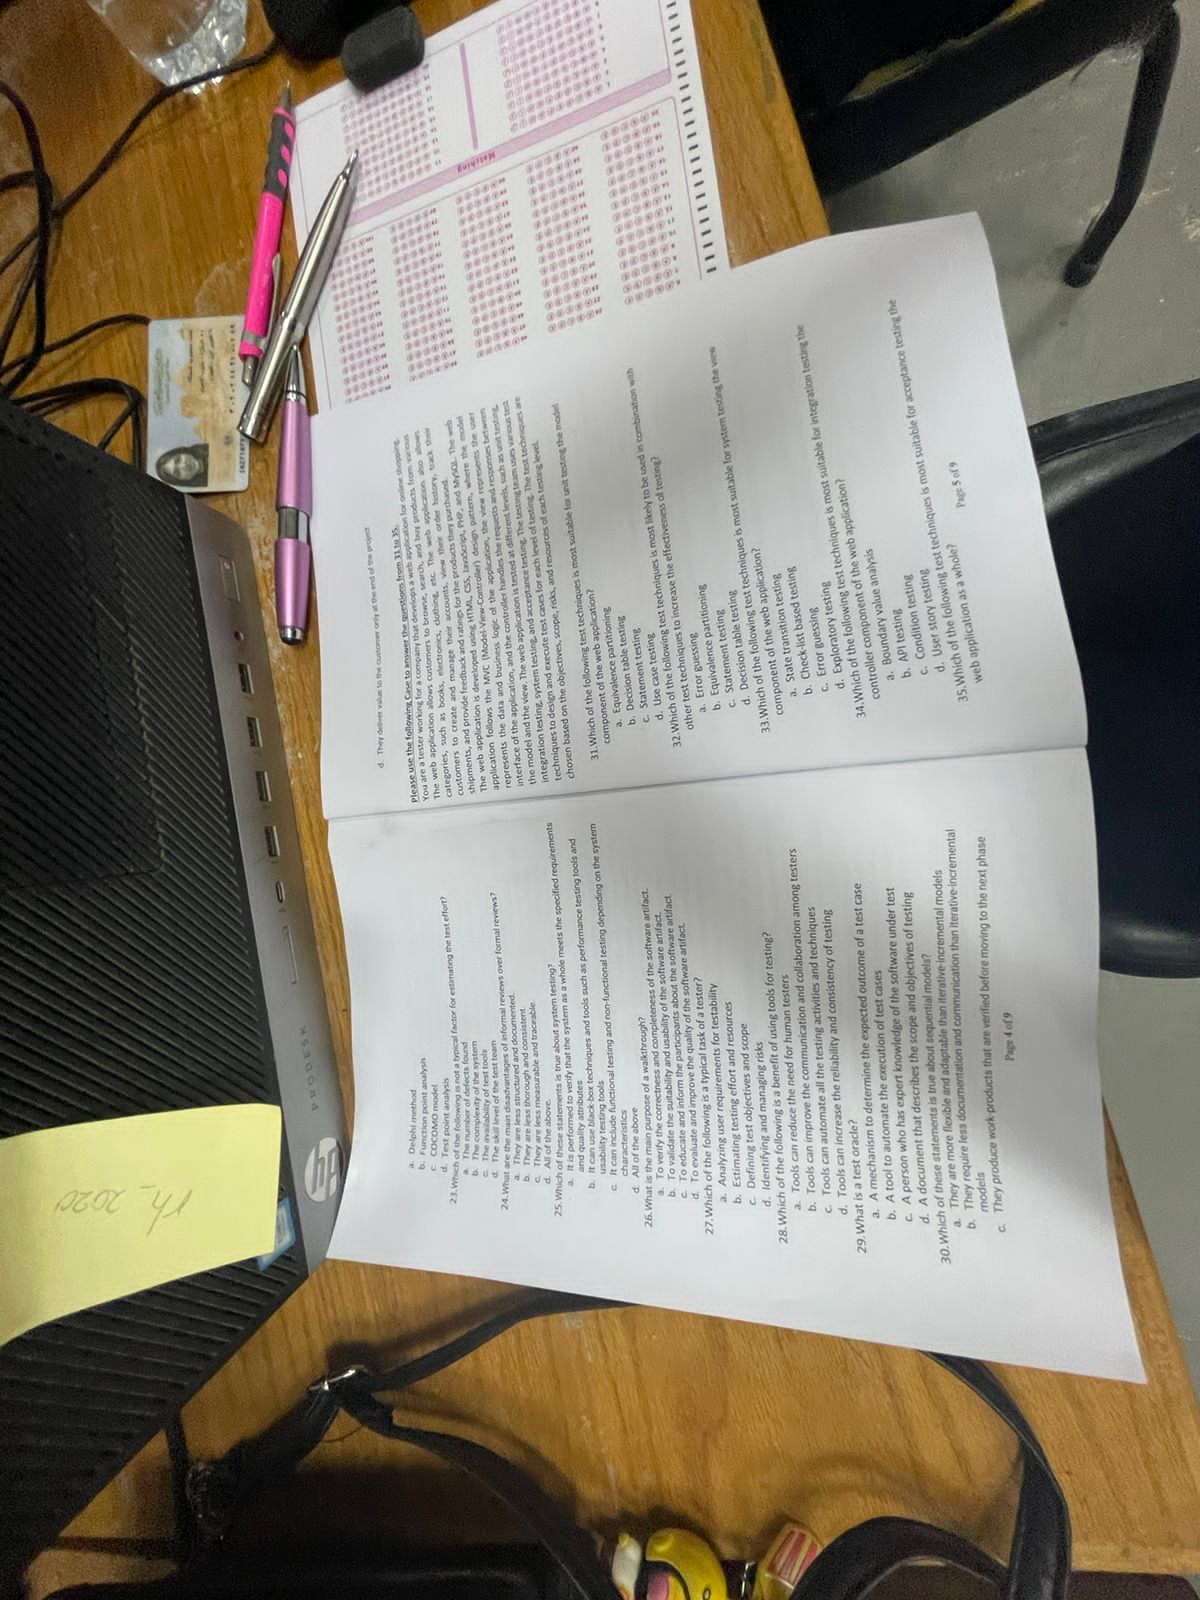 a. Delphi method
b. Function point analysis
c. COCOMO model
d. Test point analysis
23.Which of the following is not a typical factor for estimating the test effort?
a. The number of defects found
b. The complexity of the system
c. The availability of test tools
d. The skill level of the test team
24.What are the main disadvantages of informal reviews over formal reviews?
a. They are less structured and documented.
b. They are less thorough and consistent.
c. They are less measurable and traceable.
d. All of the above.
25.Which of these statements is true about system testing?
a. It is performed to verify that the system as a whole meets the specified requirements
and quality attributes
b. It can use black-box techniques and tools such as performance testing tools and
usability testing tools
c. It can include functional testing and non-functional testing depending on the system
characteristics
d. All of the above
26.What is the main purpose of a walkthrough?
a. To verify the correctness and completeness of the software artifact.
b. To validate the suitability and usability of the software artifact.
c. To educate and inform the participants about the software artifact.
d. To evaluate and improve the quality of the software artifact.
27.Which of the following is a typical task of a tester?
a. Analyzing user requirements for testability
b. Estimating testing effort and resources
c. Defining test objectives and scope
d. Identifying and managing risks
28.Which of the following is a benefit of using tools for testing?
a. Tools can reduce the need for human testers
b. Tools can improve the communication and collaboration among testers
c. Tools can automate all the testing activities and techniques
d. Tools can increase the reliability and consistency of testing
29.What is a test oracle?
a. A mechanism to determine the expected outcome of a test case
b. A tool to automate the execution of test cases
c. A person who has expert knowledge of the software under test
d. A document that describes the scope and objectives of testing
30.Which of these statements is true about sequential models?
a. They are more flexible and adaptable than iterative-incremental models
b. They require less documentation and communication than iterative-incremental
models
c. They produce work-products that are verified before moving to the next phase
Page 4 of 9
d. They deliver value to the customer only at the end of the project
Please use the following Case to answer the questions from 31 to 35.
You are a tester working for a company that develops a web application for online shopping.
The web application allows customers to browse, search, and buy products from various
categories, such as books, electronics, clothing, etc. The web application also allows
customers to create and manage their accounts, view their order history, track their
shipments, and provide feedback and ratings for the products they purchased.
The web application is developed using HTML, CSS, JavaScript, PHP, and MySQL. The web
application follows the MVC (Model-View-Controller) design pattern, where the model
represents the data and business logic of the application, the view represents the user
interface of the application, and the controller handles the requests and responses between
the model and the view. The web application is tested at different levels, such as unit testing,
integration testing, system testing, and acceptance testing. The testing team uses various test
techniques to design and execute test cases for each level of testing. The test techniques are
chosen based on the objectives, scope, risks, and resources of each testing level.
31.Which of the following test techniques is most suitable for unit testing the model
component of the web application?
a. Equivalence partitioning
b. Decision table testing
c. Statement testing
d. Use case testing
32.Which of the following test techniques is most likely to be used in combination with
other test techniques to increase the effectiveness of testing?
a. Error guessing
b. Equivalence partitioning
c. Statement testing
d. Decision table testing
33.Which of the following test techniques is most suitable for system testing the view
component of the web application?
a. State transition testing
b. Check-list based testing
c. Error guessing
d. Exploratory testing
34.Which of the following test techniques is most suitable for integration testing the
controller component of the web application?
a. Boundary value analysis
b. API testing
c. Condition testing
d. User story testing
35.Which of the following test techniques is most suitable for acceptance testing the
web application as a whole?
Page 5 of 9
Matching
hp
PRODESK